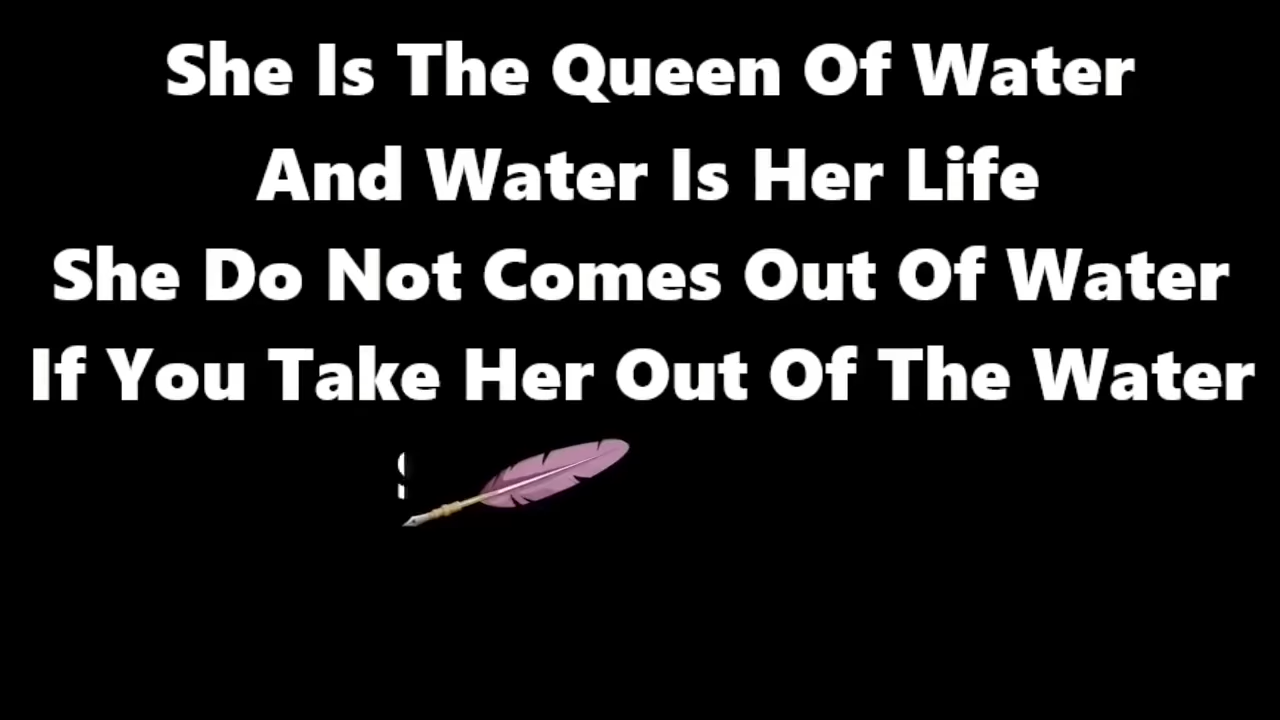 She Is The Queen Of Water
And Water Is Her Life
She Do Not Comes Out Of Water
If You Take Her Out Of The Water